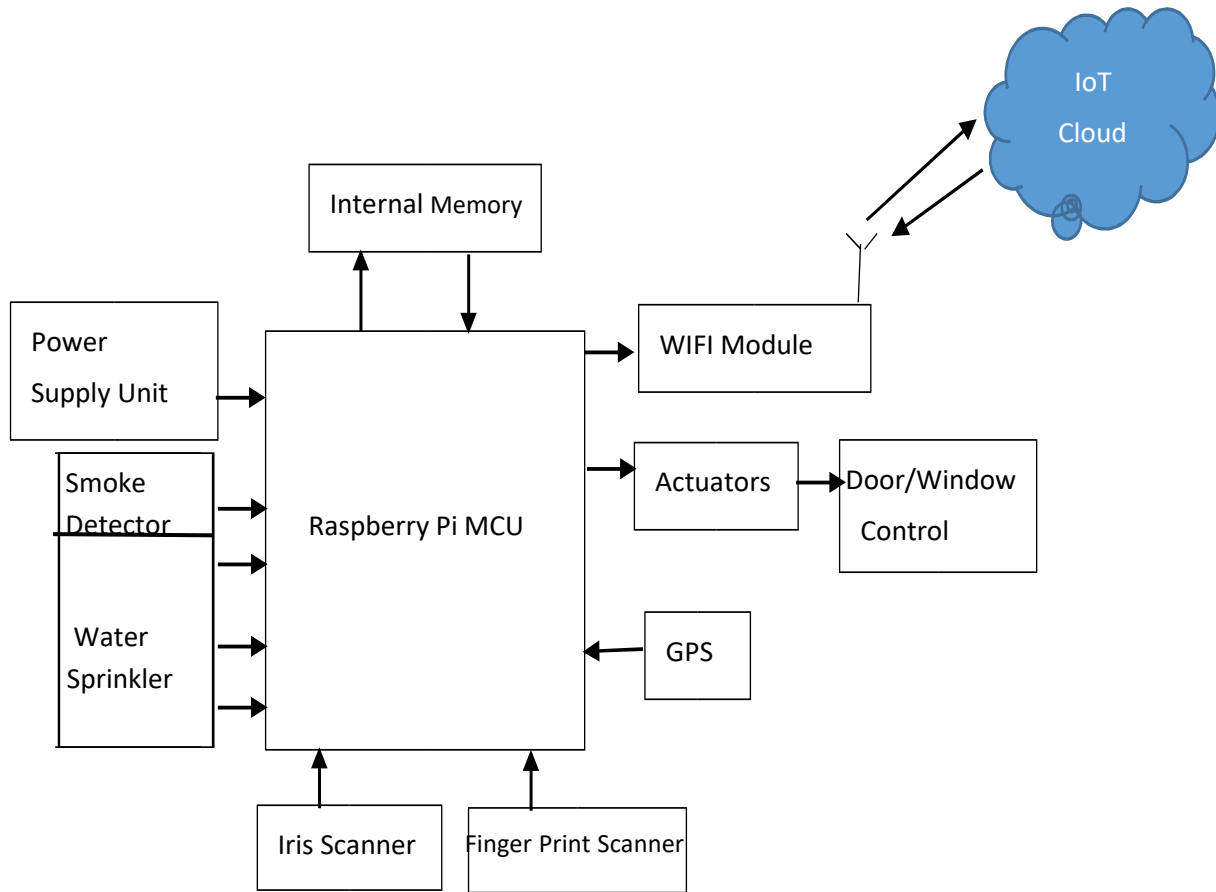 IoT
Cloud
Internal Memory
Power
Supply Unit
WIFI Module
Smoke
Detector
Raspberry Pi MCU
Actuators
Door/Window
Control
Water
Sprinkler
GPS
Iris Scanner
Finger Print Scanner